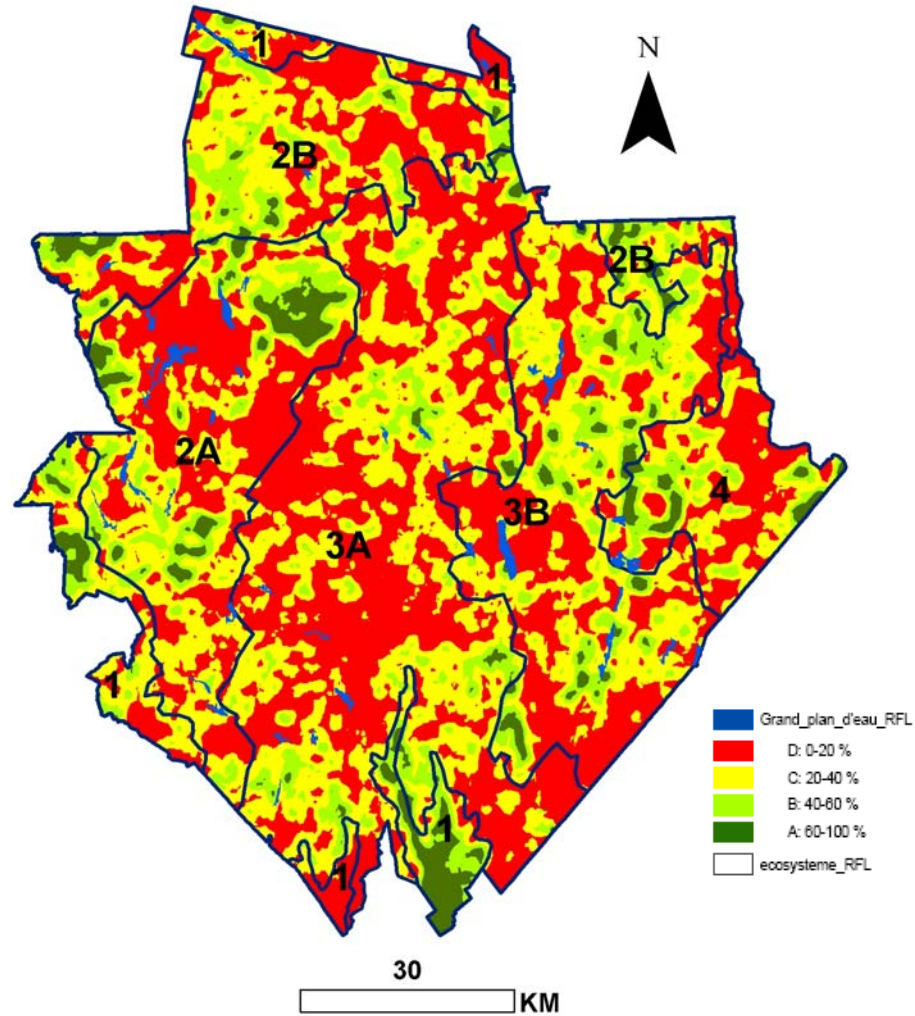 1
N
1
2B
2B
2A
4
3B
3A
1
Grand_plan_d'eau_RFL
D: 0-20 %
C: 20-40 %
B: 40-60 %
A: 60-100 %
ecosysteme_RFL
1
1
30
KM